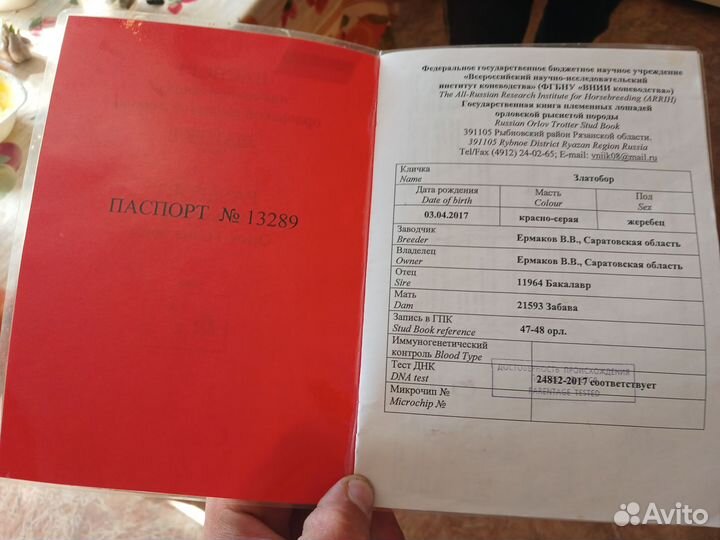 ПАСПОРТ № 13289
Федеральное государственное бюджетное научное учреждение
«Всероссийский научно-исследовательский
институт коневодства» (ФГБНУ «ВНИИ коневодства»)
The All-Russian Research Institute for Horsebreeding (ARRIH)
Государственная книга племенных лошадей
орловской рысистой породы
Russian Orlov Trotter Stud Book
391105 Рыбновский район Рязанской области.
391105 Rybnoe District Ryazan Region Russia
Tel/Fax (4912) 24-02-65; E-mail: vniik08@mail.ru
Кличка
Name
Златобор
Дата рождения
Date of birth
Масть
Colour
Пол
Sex
03.04.2017
красно-серая
жеребец
Заводчик
Breeder
Ермаков В.В., Саратовская область
Владелец
Owner
Ермаков В.В., Саратовская область
Отец
Sire
11964 Бакалавр
Мать
Dam
21593 Забава
Запись в ГПК
Stud Book reference
47-48 орл.
Иммуногенетический
контроль Blood Type
Тест ДНК
DNA test
ДОСТОВЕРНОСТЬ ПРОИСХОЖДЕНИЯ
24812-2017 соответствует
PARENTAGE TESTED
Микрочип №
Microchip №
Avito